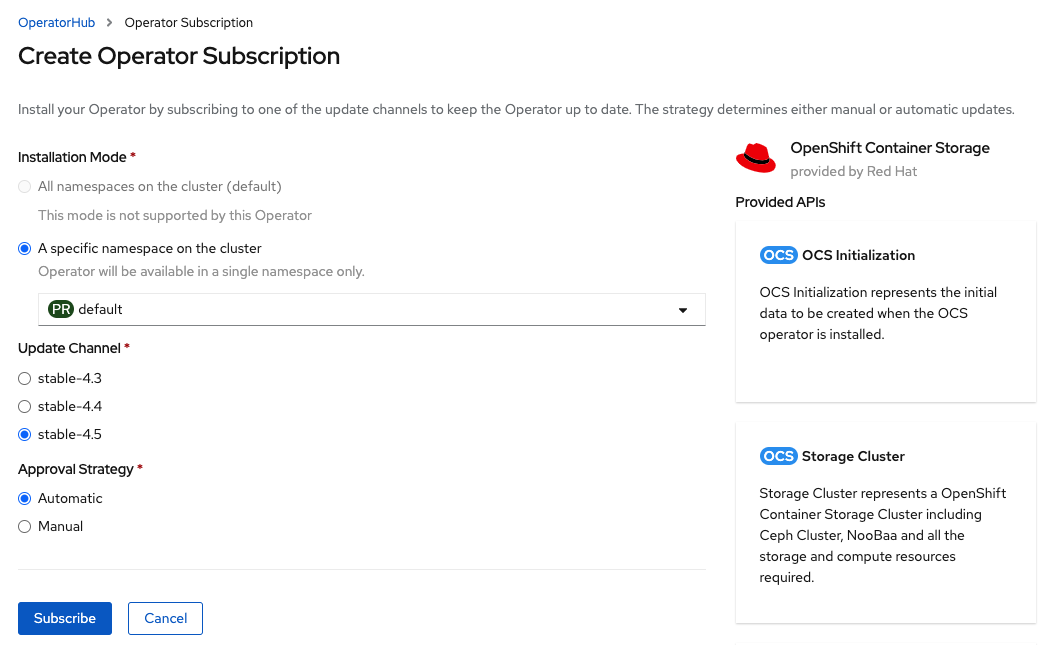 OperatorHub > Operator Subscription
Create Operator Subscription
Install your Operator by subscribing to one of the update channels to keep the Operator up to date. The strategy determines either manual or automatic updates.
Installation Mode *
All namespaces on the cluster (default)
This mode is not supported by this Operator
A specific namespace on the cluster
Operator will be available in a single namespace only.
PR default
Update Channel *
stable-4.3
stable-4.4
stable-4.5
Approval Strategy *
Automatic
Manual
Subscribe Cancel
OpenShift Container Storage
provided by Red Hat
Provided APIs
OCS OCS Initialization
OCS Initialization represents the initial
data to be created when the OCS
operator is installed.
OCS Storage Cluster
Storage Cluster represents a OpenShift
Container Storage Cluster including
Ceph Cluster, NooBaa and all the
storage and compute resources
required.